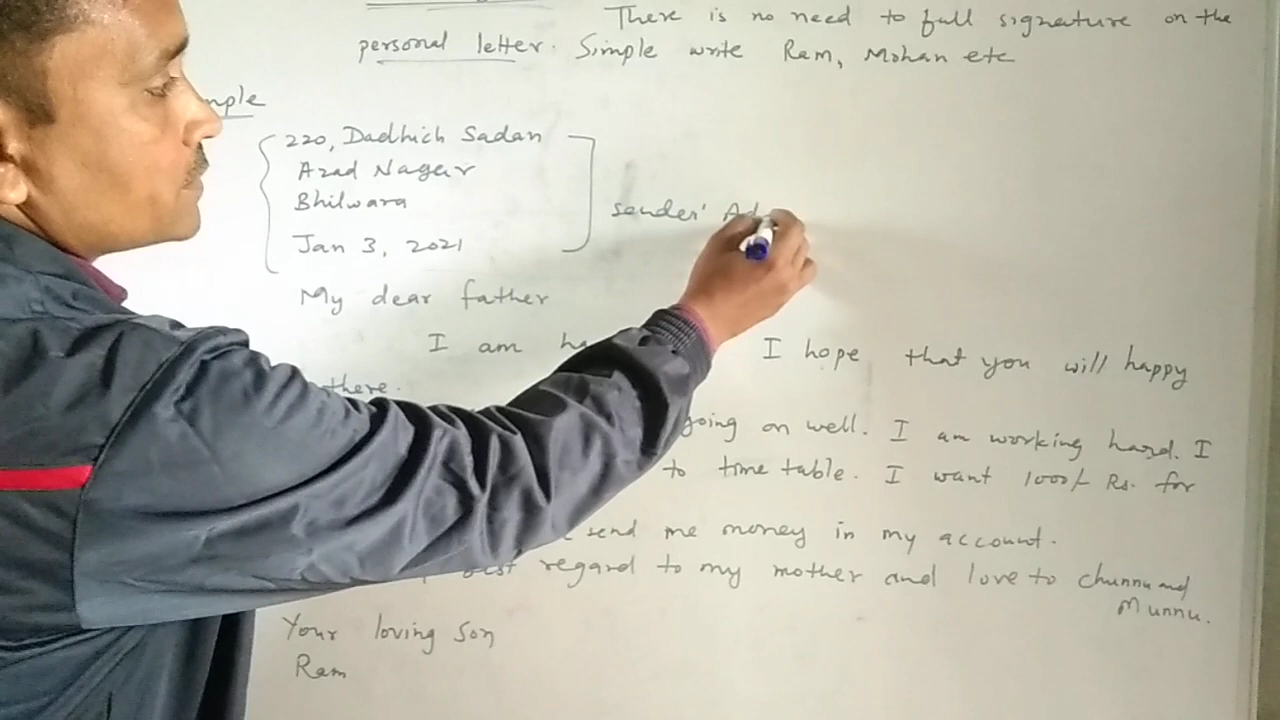 There is no need to full signature on the
personal letter. Simple write Ram, Mohan etc
220, Dadhich Sadan
Azad Nagar
Bhilwara
sender' Ad
Jan 3, 2021
My dear father
I am I hope that you will happy
there.
going on well. I am working hard. I
to time table. I want 1000/- Rs. for
send me money in my account.
regard to my mother and love to chunnu and
Munnu.
Your loving son
Ram